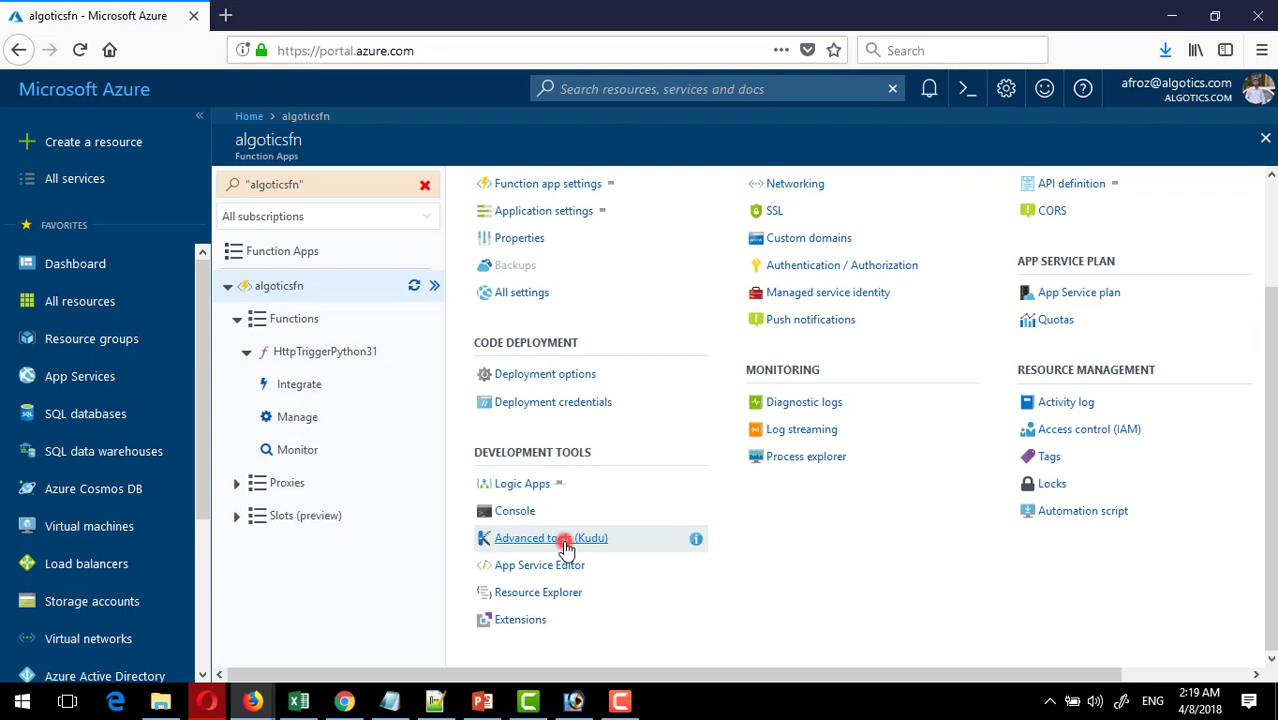 algoticsfn - Microsoft Azure
https://portal.azure.com
Search
Microsoft Azure
Search resources, services and docs
afroz@algotics.com
ALGOTICS.COM
Create a resource
All services
FAVORITES
Dashboard
All resources
Resource groups
App Services
SQL databases
SQL data warehouses
Azure Cosmos DB
Virtual machines
Load balancers
Storage accounts
Virtual networks
Azure Active Directory
Home > algoticsfn
algoticsfn
Function Apps
"algoticsfn"
All subscriptions
Function Apps
algoticsfn
Functions
HttpTriggerPython31
Integrate
Manage
Monitor
Proxies
Slots (preview)
Function app settings
Application settings
Properties
Backups
All settings
CODE DEPLOYMENT
Deployment options
Deployment credentials
DEVELOPMENT TOOLS
Logic Apps
Console
Advanced tools (Kudu)
App Service Editor
Resource Explorer
Extensions
Networking
SSL
Custom domains
Authentication / Authorization
Managed service identity
Push notifications
MONITORING
Diagnostic logs
Log streaming
Process explorer
API definition
CORS
APP SERVICE PLAN
App Service plan
Quotas
RESOURCE MANAGEMENT
Activity log
Access control (IAM)
Tags
Locks
Automation script
ENG
2:19 AM
4/8/2018